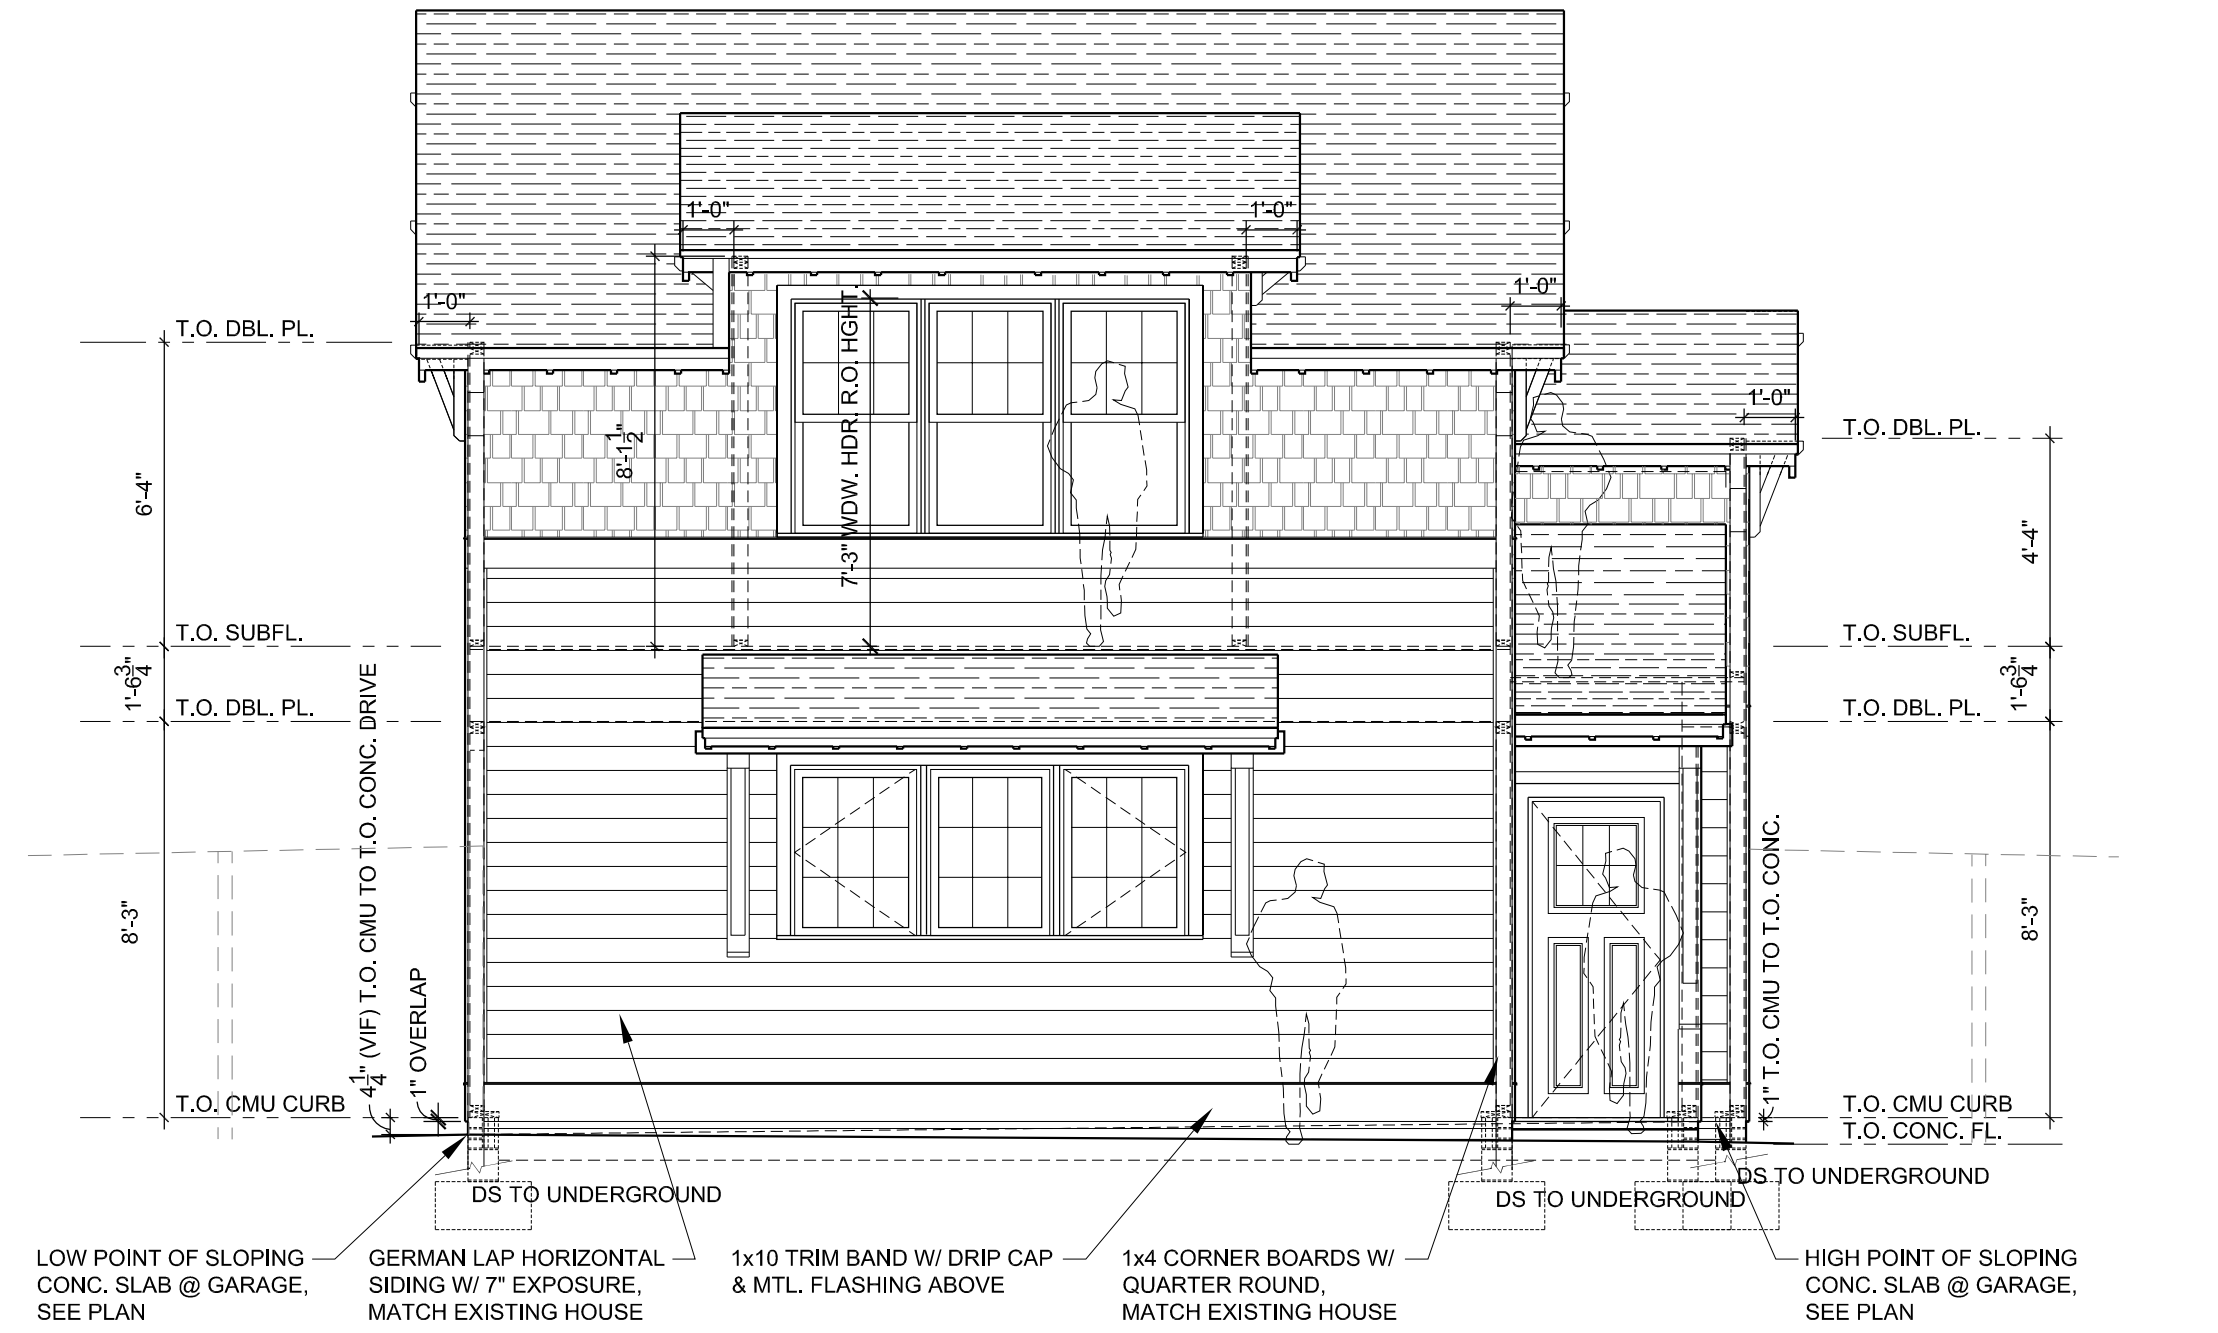 1'-0"
1'-0"
1'-0"
1'-0"
1'-0"
T.O. DBL. PL.
T.O. DBL. PL.
6'-4"
8'-1 1/2"
7'-3" WDW. HDR. R.O. HGHT.
4'-4"
T.O. SUBFL.
T.O. SUBFL.
1'-6 3/4"
1'-6 3/4"
T.O. DBL. PL.
T.O. DBL. PL.
4 1/4" (VIF) T.O. CMU TO T.O. CONC. DRIVE
1" OVERLAP
1" T.O. CMU TO T.O. CONC.
8'-3"
8'-3"
T.O. CMU CURB
T.O. CMU CURB
T.O. CONC. FL.
DS TO UNDERGROUND
DS TO UNDERGROUND
DS TO UNDERGROUND
LOW POINT OF SLOPING
CONC. SLAB @ GARAGE,
SEE PLAN
GERMAN LAP HORIZONTAL
SIDING W/ 7" EXPOSURE,
MATCH EXISTING HOUSE
1x10 TRIM BAND W/ DRIP CAP
& MTL. FLASHING ABOVE
1x4 CORNER BOARDS W/
QUARTER ROUND,
MATCH EXISTING HOUSE
HIGH POINT OF SLOPING
CONC. SLAB @ GARAGE,
SEE PLAN